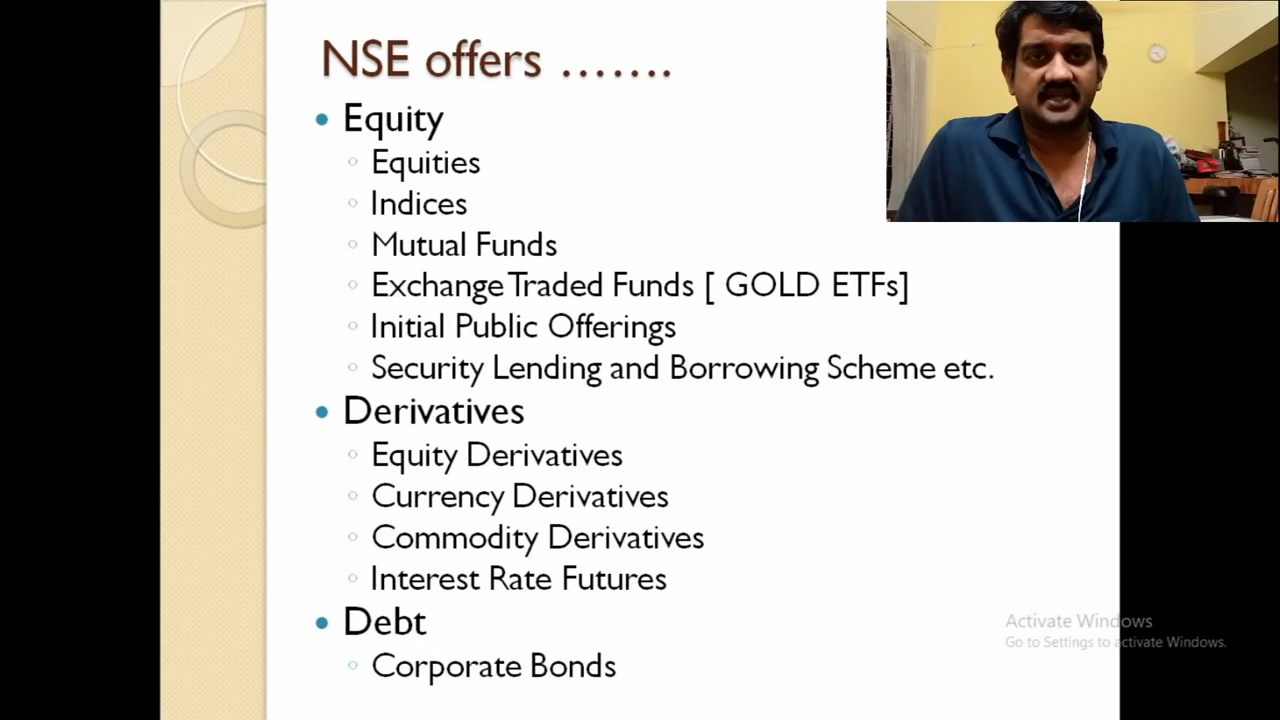 NSE offers .......
Equity
Equities
Indices
Mutual Funds
Exchange Traded Funds [ GOLD ETFs]
Initial Public Offerings
Security Lending and Borrowing Scheme etc.
Derivatives
Equity Derivatives
Currency Derivatives
Commodity Derivatives
Interest Rate Futures
Debt
Corporate Bonds
Activate Windows
Go to Settings to activate Windows.